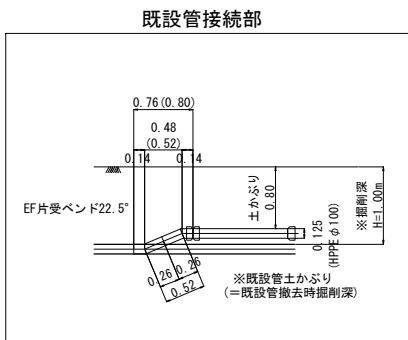 既設管接続部
0.76(0.80)
0.48
(0.52)
0.14
0.14
EF片受ベンド22.5°
土かぶり
0.80
※掘削深
H=1.00m
0.125
(HPPEφ100)
0.26
0.26
0.52
※既設管土かぶり
(=既設管撤去時掘削深)